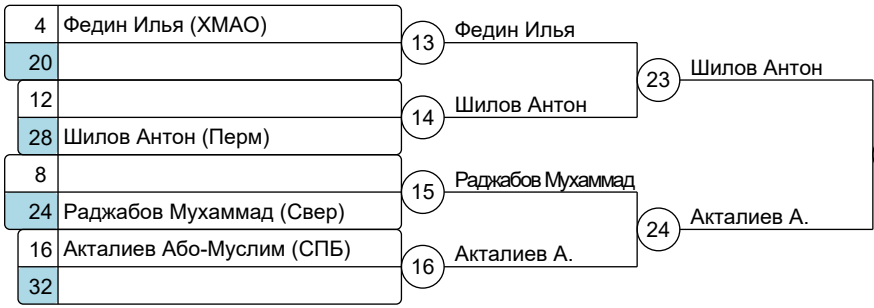 4 Федин Илья (ХМАО)
20
13 Федин Илья
12
28 Шилов Антон (Перм)
14 Шилов Антон
23 Шилов Антон
8
24 Раджабов Мухаммад (Свер)
15 Раджабов Мухаммад
16 Акталиев Або-Муслим (СПБ)
32
16 Акталиев А.
24 Акталиев А.